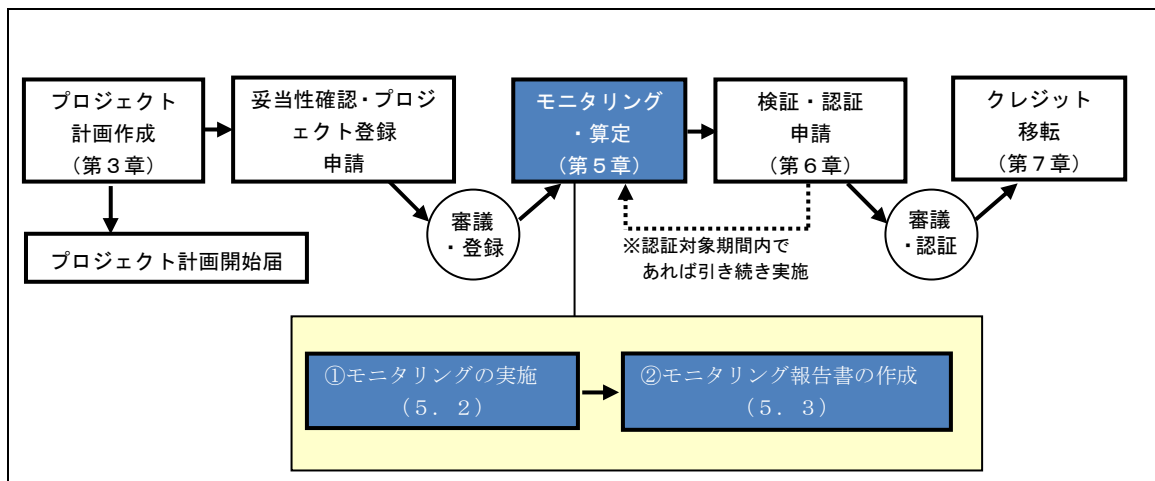 プロジェクト
計画作成
（第３章）
妥当性確認・プロジ
ェクト登録
申請
モニタリング
・算定
（第５章）
検証・認証
申請
（第６章）
クレジット
移転
（第７章）
審議
・登録
審議
・認証
プロジェクト計画開始届
※認証対象期間内で
あれば引き続き実施
①モニタリングの実施
（５．２）
②モニタリング報告書の作成
（５．３）